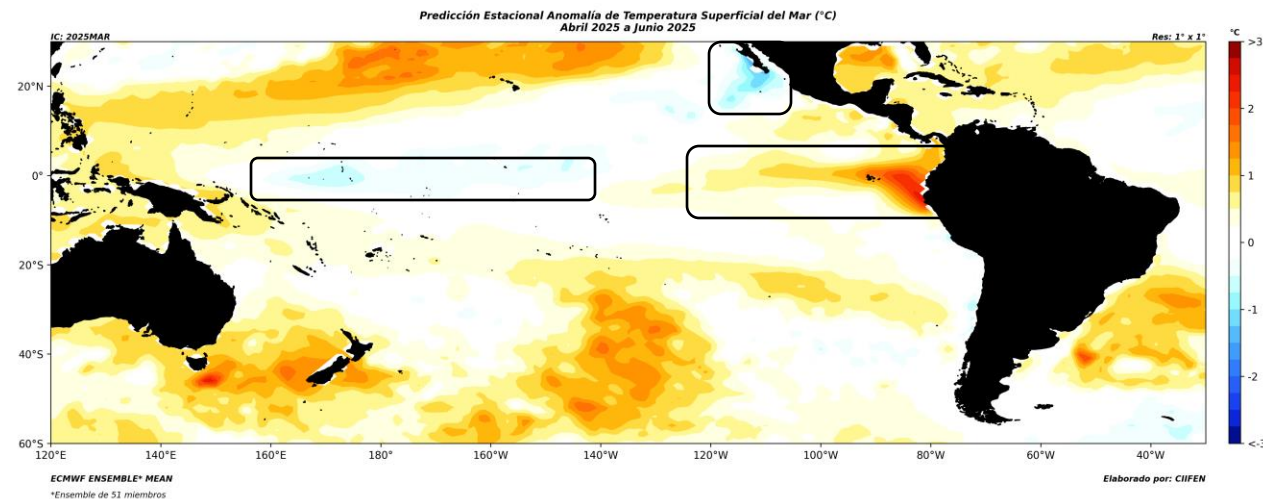 Predicción Estacional Anomalía de Temperatura Superficial del Mar (°C)
Abril 2025 a Junio 2025
IC: 2025MAR
Res: 1° x 1°
°C
>3
2
1
0
-1
-2
<-3
20°N
0°
20°S
40°S
60°S
120°E 140°E 160°E 180° 160°W 140°W 120°W 100°W 80°W 60°W 40°W
ECMWF ENSEMBLE* MEAN
Elaborado por: CIIFEN
*Ensemble de 51 miembros